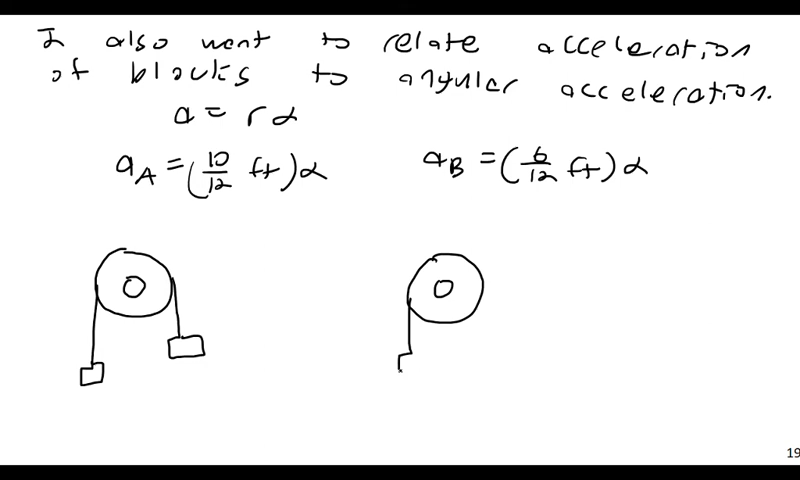 I also want to relate acceleration
of blocks to angular acceleration.
a = r α
a_A = (10/12 ft) α    a_B = (6/12 ft) α
19